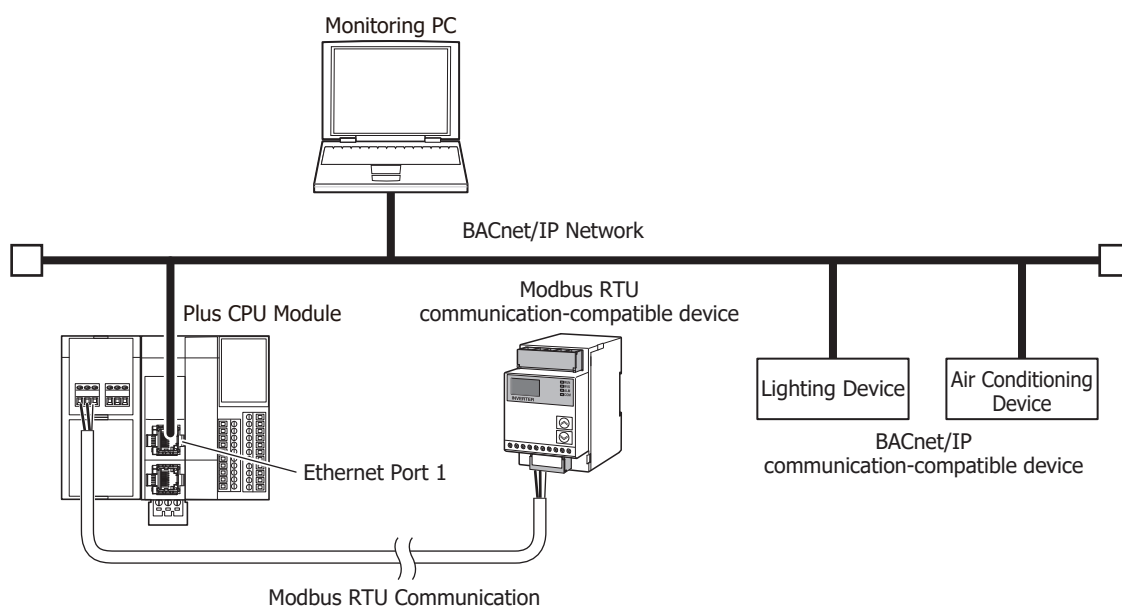 Monitoring PC
BACnet/IP Network
Plus CPU Module
Modbus RTU
communication-compatible device
INVERTER
Lighting Device
Air Conditioning
Device
Ethernet Port 1
BACnet/IP
communication-compatible device
Modbus RTU Communication